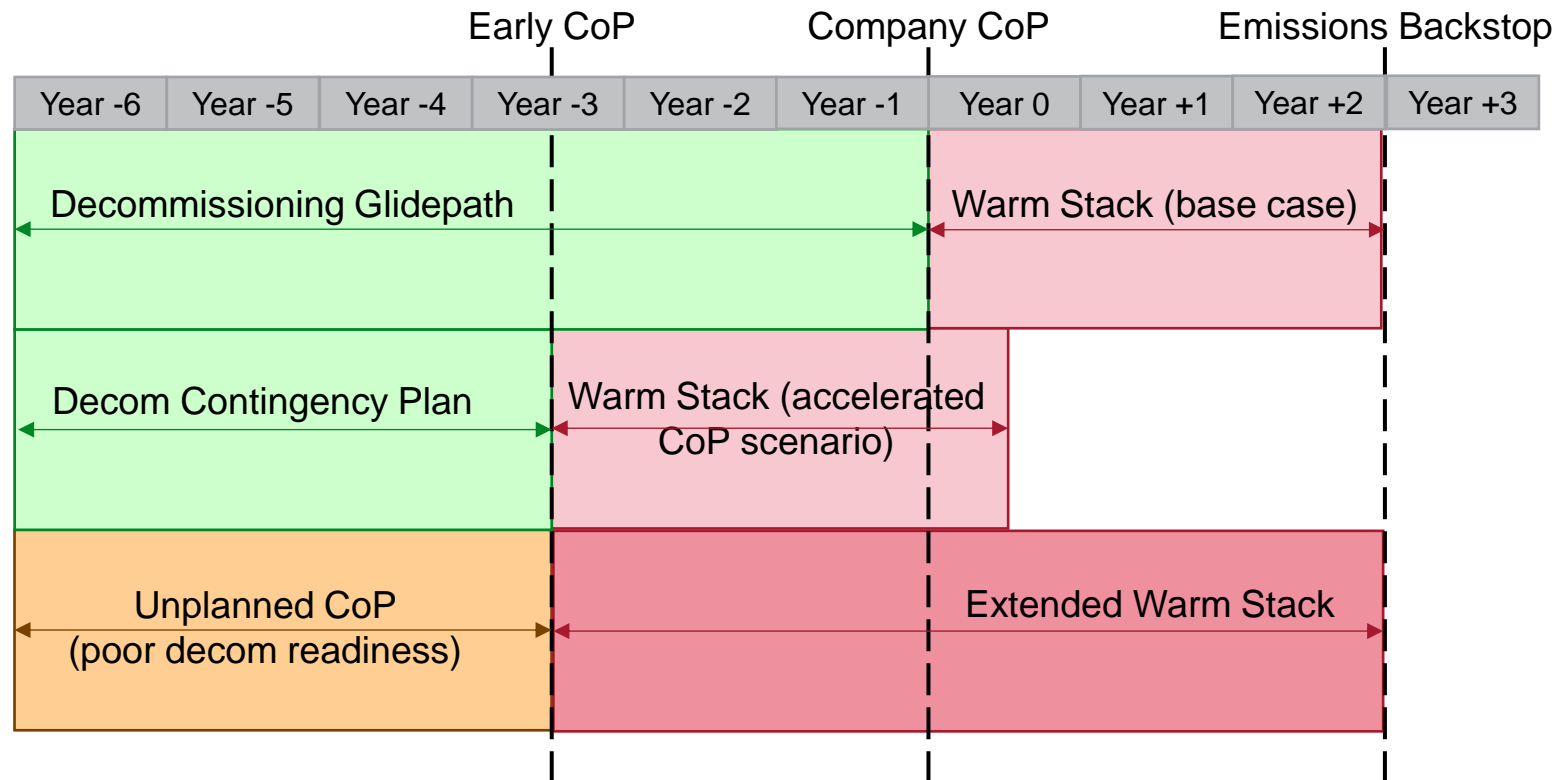 Early CoP
Company CoP
Emissions Backstop
Year -6
Year -5
Year -4
Year -3
Year -2
Year -1
Year 0
Year +1
Year +2
Year +3
Decommissioning Glidepath
Warm Stack (base case)
Decom Contingency Plan
Warm Stack (accelerated
CoP scenario)
Unplanned CoP
(poor decom readiness)
Extended Warm Stack